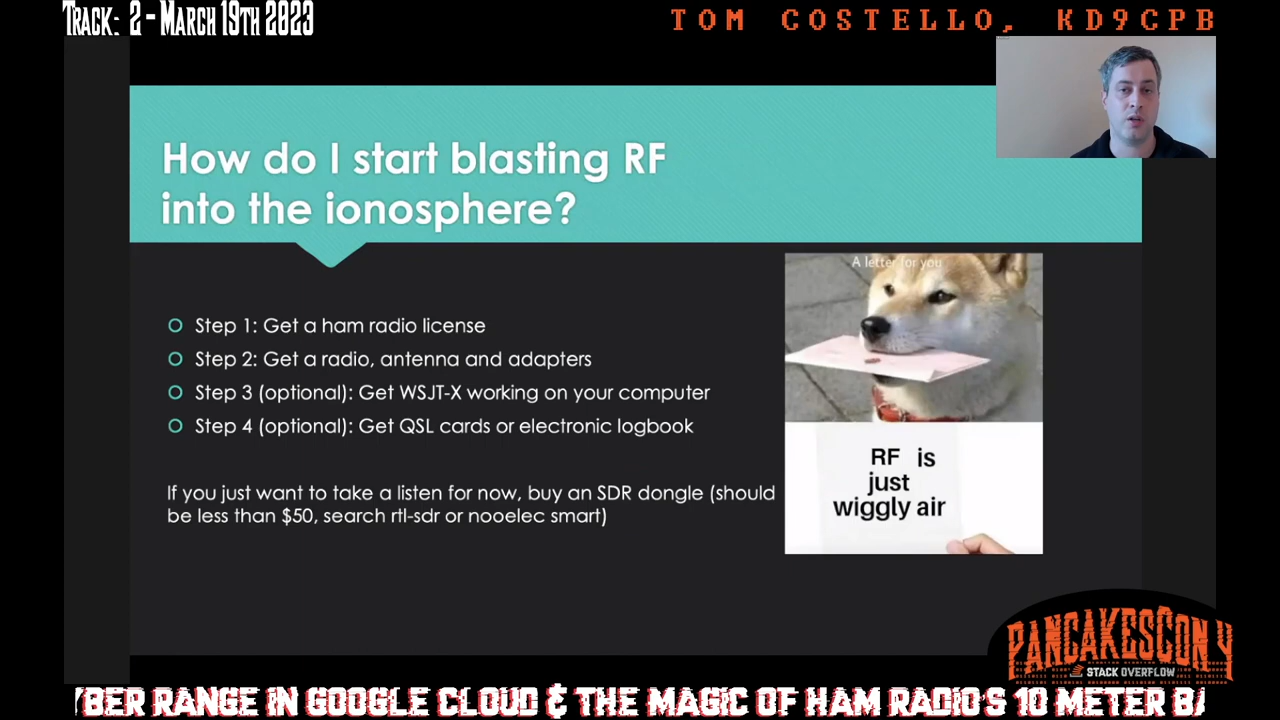 Track: 2 - March 19th 2023
TOM COSTELLO, KD9CPB
How do I start blasting RF
into the ionosphere?
Step 1: Get a ham radio license
Step 2: Get a radio, antenna and adapters
Step 3 (optional): Get WSJT-X working on your computer
Step 4 (optional): Get QSL cards or electronic logbook
If you just want to take a listen for now, buy an SDR dongle (should
be less than $50, search rtl-sdr or nooelec smart)
A letter for you
RF is
just
wiggly air
PANCAKESCON 4
STACK OVERFLOW
YBER RANGE IN GOOGLE CLOUD & THE MAGIC OF HAM RADIO'S 10 METER BA